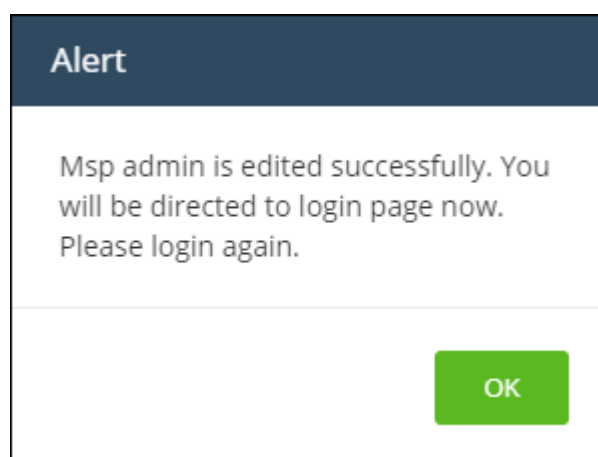 Alert
Msp admin is edited successfully. You
will be directed to login page now.
Please login again.
OK